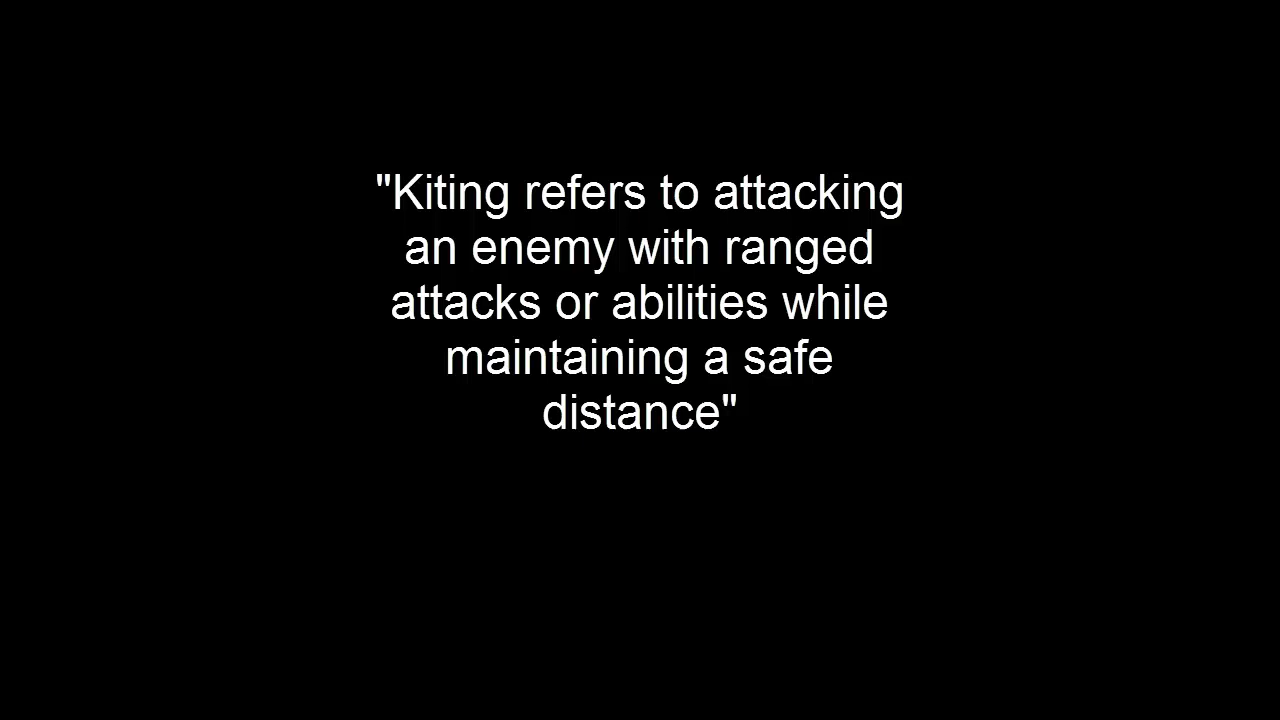 "Kiting refers to attacking
an enemy with ranged
attacks or abilities while
maintaining a safe
distance"